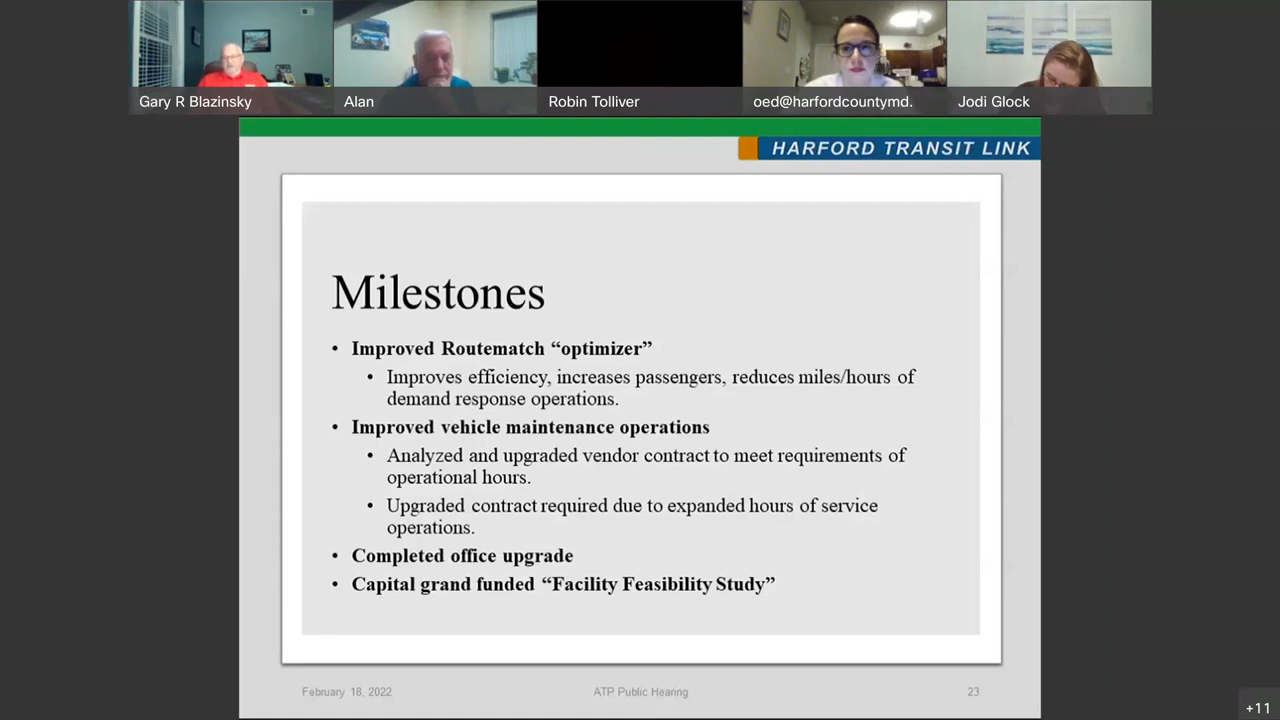 Gary R Blazinsky
Alan
Robin Tolliver
oed@harfordcountymd.
Jodi Glock
HARFORD TRANSIT LINK
Milestones
• Improved Routematch “optimizer”
• Improves efficiency, increases passengers, reduces miles/hours of
demand response operations.
• Improved vehicle maintenance operations
• Analyzed and upgraded vendor contract to meet requirements of
operational hours.
• Upgraded contract required due to expanded hours of service
operations.
• Completed office upgrade
• Capital grand funded “Facility Feasibility Study”
February 18, 2022
ATP Public Hearing
23
+11